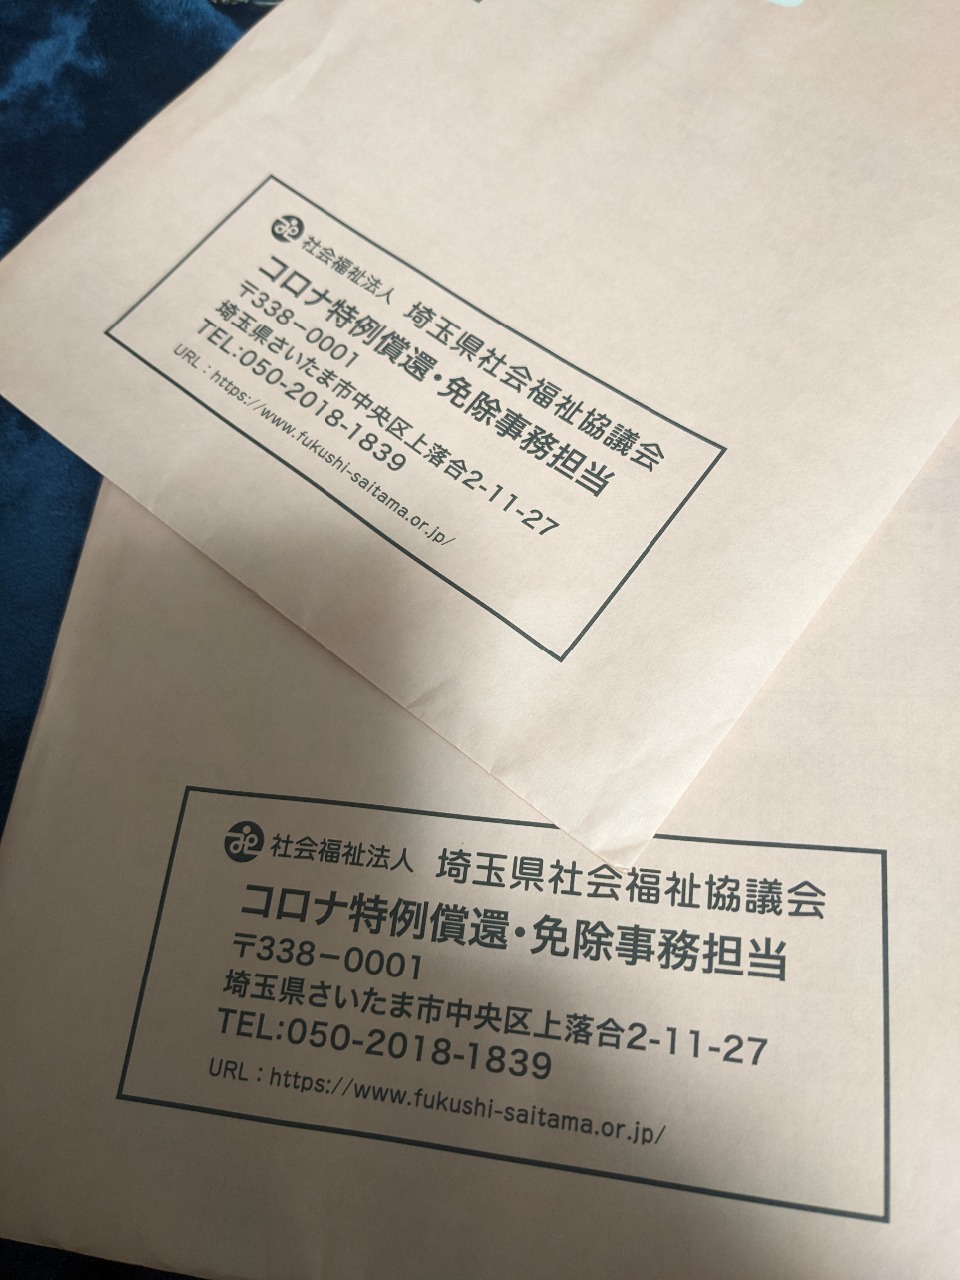 社会福祉法人 埼玉県社会福祉協議会
コロナ特例償還・免除事務担当
〒338-0001
埼玉県さいたま市中央区上落合2-11-27
TEL:050-2018-1839
URL:https://www.fukushi-saitama.or.jp/
社会福祉法人 埼玉県社会福祉協議会
コロナ特例償還・免除事務担当
〒338-0001
埼玉県さいたま市中央区上落合2-11-27
TEL:050-2018-1839
URL:https://www.fukushi-saitama.or.jp/